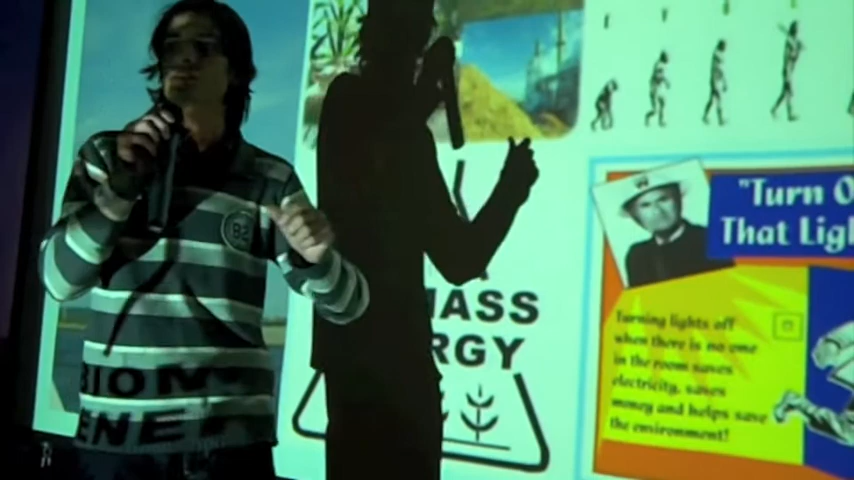 82
BIOM
ENE
MASS
RGY
"Turn O
That Ligh
Turning lights off
when there is no one
in the room saves
electricity, saves
money and helps save
the environment!